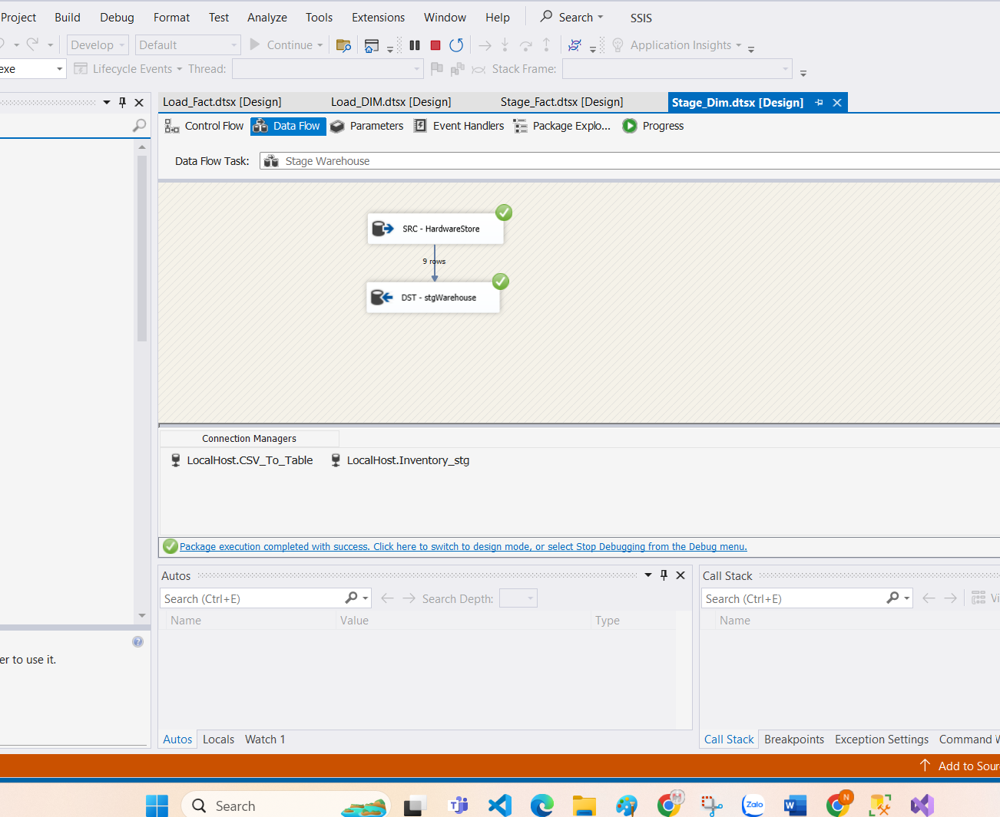 Project Build Debug Format Test Analyze Tools Extensions Window Help Search SSIS
Develop Default Continue Application Insights
exe Lifecycle Events Thread: Stack Frame:
Load_Fact.dtsx [Design] Load_DIM.dtsx [Design] Stage_Fact.dtsx [Design] Stage_Dim.dtsx [Design]
Control Flow Data Flow Parameters Event Handlers Package Explo... Progress
Data Flow Task: Stage Warehouse
SRC - HardwareStore
9 rows
DST - stgWarehouse
Connection Managers
LocalHost.CSV_To_Table LocalHost.Inventory_stg
Package execution completed with success. Click here to switch to design mode, or select Stop Debugging from the Debug menu.
Autos Call Stack
Search (Ctrl+E) Search Depth: Search (Ctrl+E) Vi
Name Value Type Name
er to use it.
Autos Locals Watch 1 Call Stack Breakpoints Exception Settings Command W
Add to Sour
Search
Zalo
N